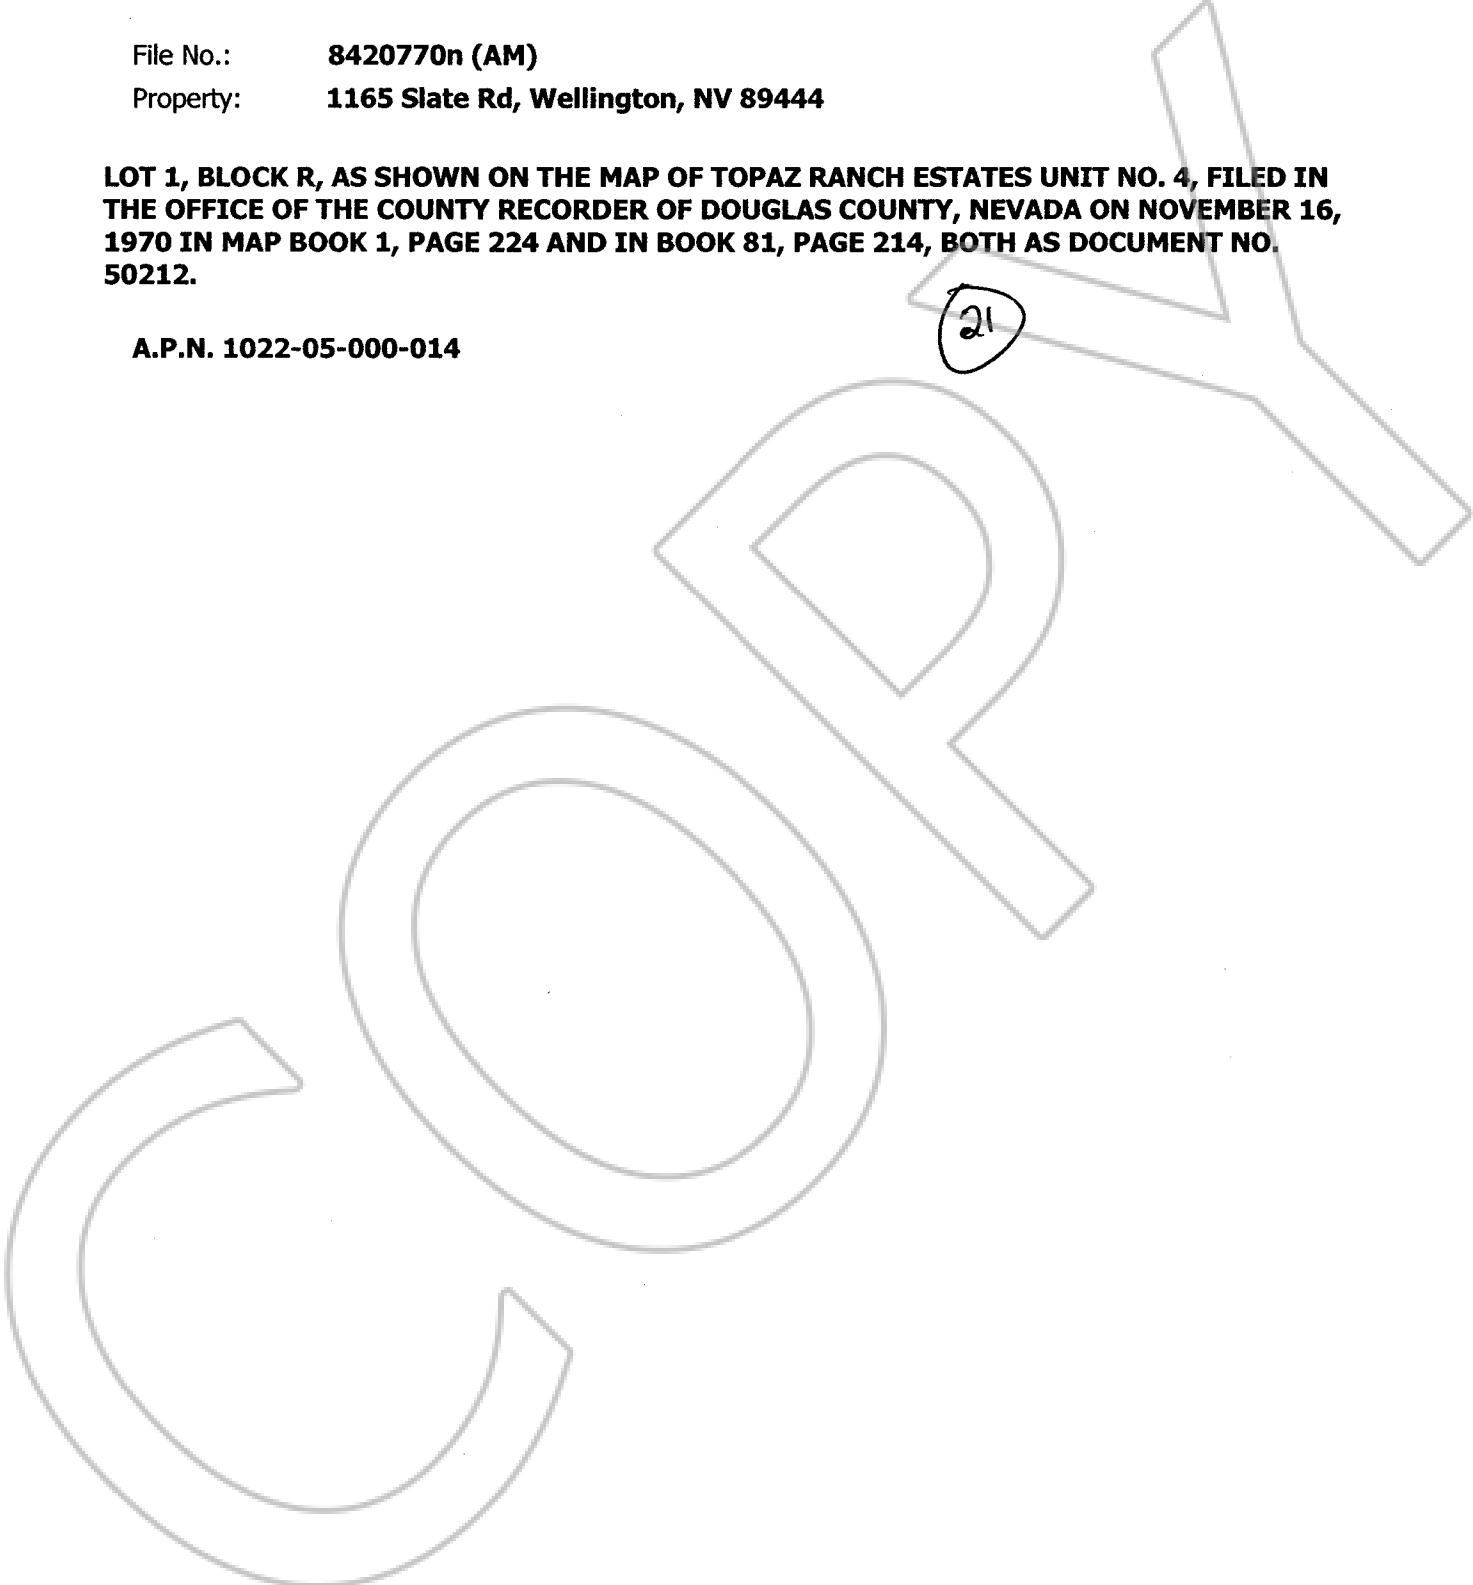 File No.: 8420770n (AM)
Property: 1165 Slate Rd, Wellington, NV 89444
LOT 1, BLOCK R, AS SHOWN ON THE MAP OF TOPAZ RANCH ESTATES UNIT NO. 4, FILED IN
THE OFFICE OF THE COUNTY RECORDER OF DOUGLAS COUNTY, NEVADA ON NOVEMBER 16,
1970 IN MAP BOOK 1, PAGE 224 AND IN BOOK 81, PAGE 214, BOTH AS DOCUMENT NO.
50212.
21
A.P.N. 1022-05-000-014
COPY